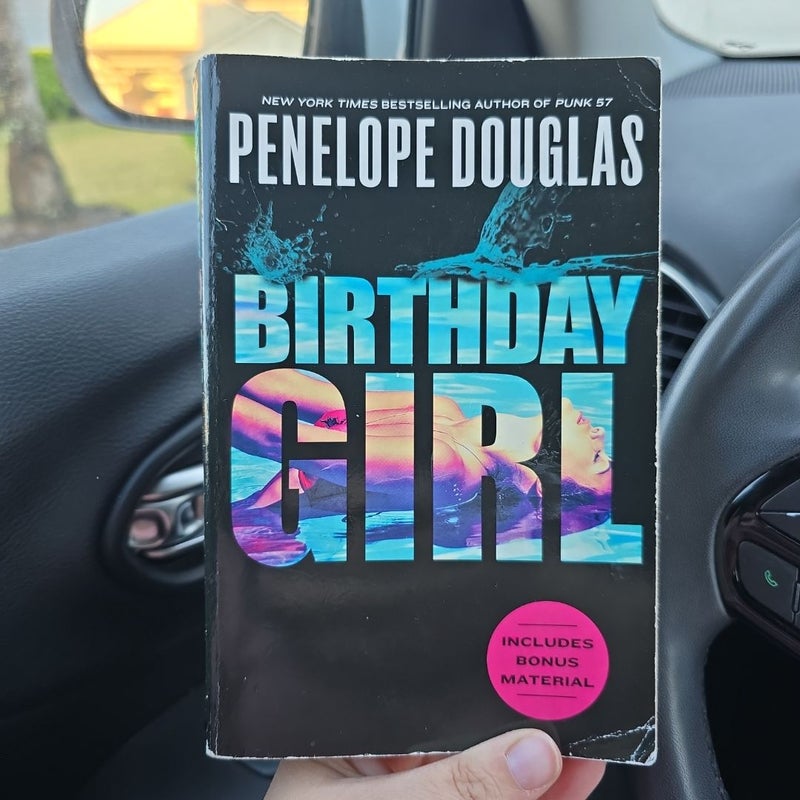 NEW YORK TIMES BESTSELLING AUTHOR OF PUNK 57
PENELOPE DOUGLAS
BIRTHDAY
GIRL
INCLUDES
BONUS
MATERIAL